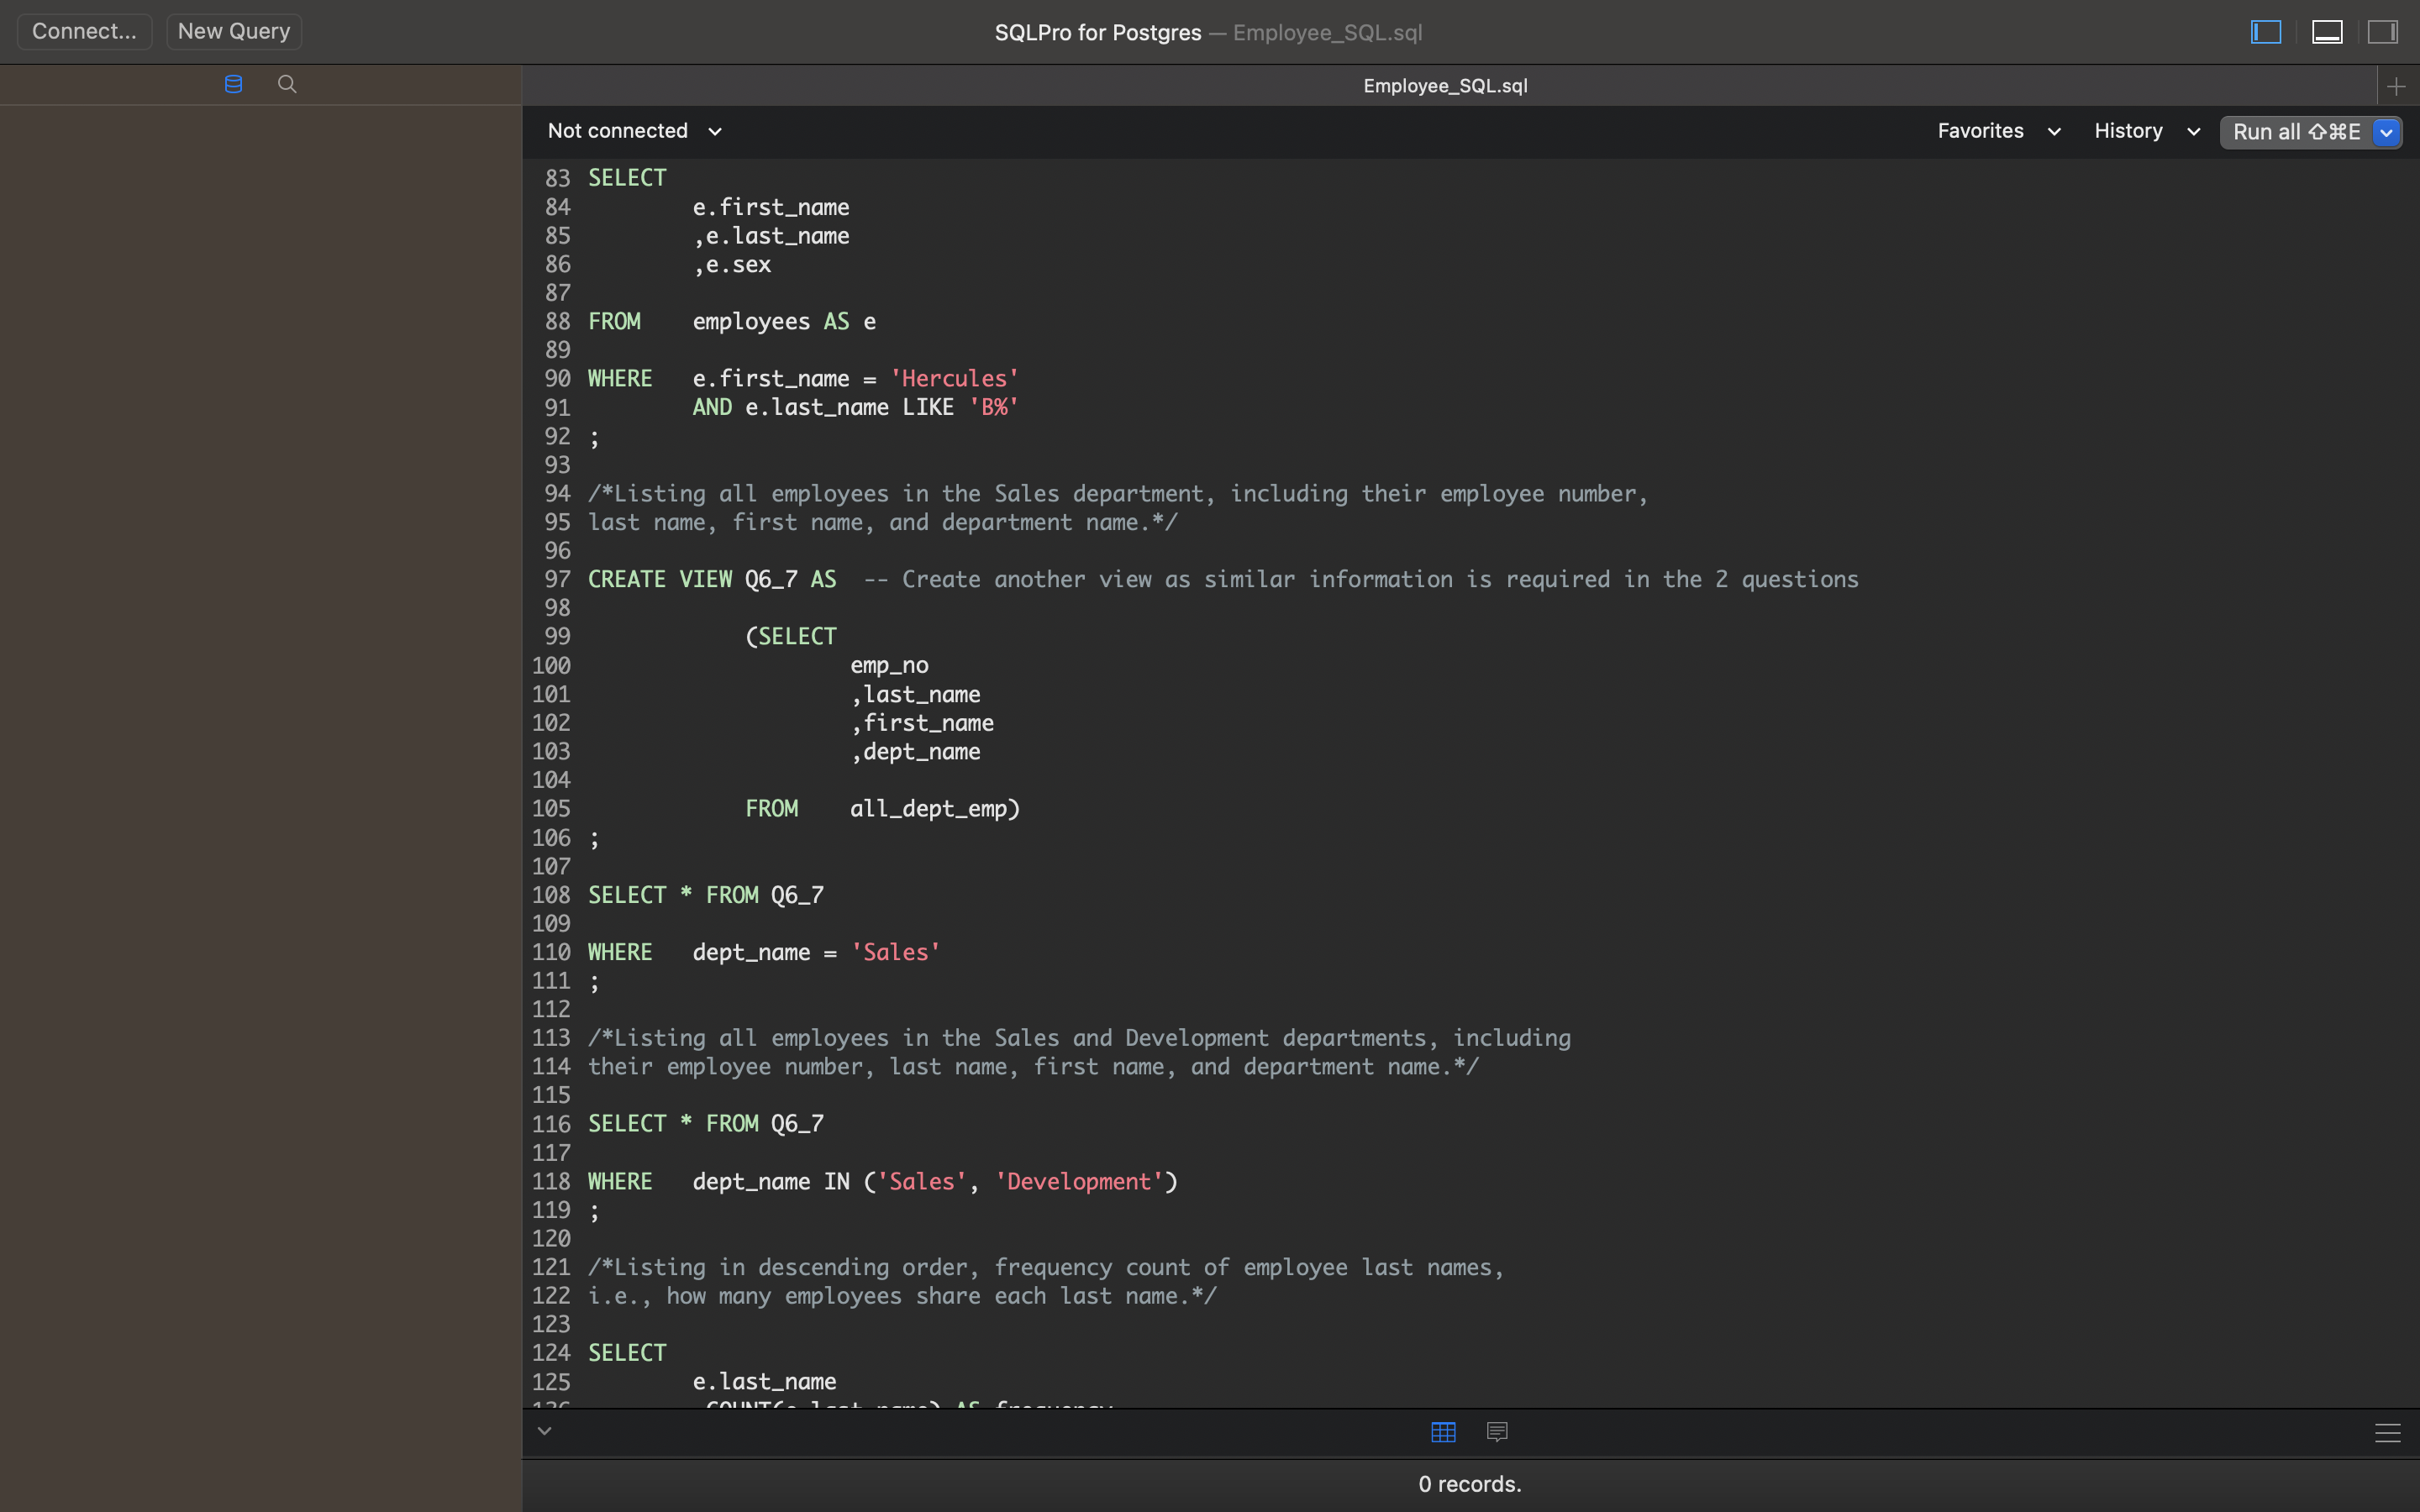 Connect...
New Query
SQLPro for Postgres — Employee_SQL.sql
Employee_SQL.sql
Not connected
Favorites
History
Run all ⇧⌘E
83 SELECT
84 e.first_name
85 ,e.last_name
86 ,e.sex
87
88 FROM employees AS e
89
90 WHERE e.first_name = 'Hercules'
91 AND e.last_name LIKE 'B%'
92 ;
93
94 /*Listing all employees in the Sales department, including their employee number,
95 last name, first name, and department name.*/
96
97 CREATE VIEW Q6_7 AS -- Create another view as similar information is required in the 2 questions
98
99 (SELECT
100 emp_no
101 ,last_name
102 ,first_name
103 ,dept_name
104
105 FROM all_dept_emp)
106 ;
107
108 SELECT * FROM Q6_7
109
110 WHERE dept_name = 'Sales'
111 ;
112
113 /*Listing all employees in the Sales and Development departments, including
114 their employee number, last name, first name, and department name.*/
115
116 SELECT * FROM Q6_7
117
118 WHERE dept_name IN ('Sales', 'Development')
119 ;
120
121 /*Listing in descending order, frequency count of employee last names,
122 i.e., how many employees share each last name.*/
123
124 SELECT
125 e.last_name
COUNT(e.last_name) AS frequency
0 records.